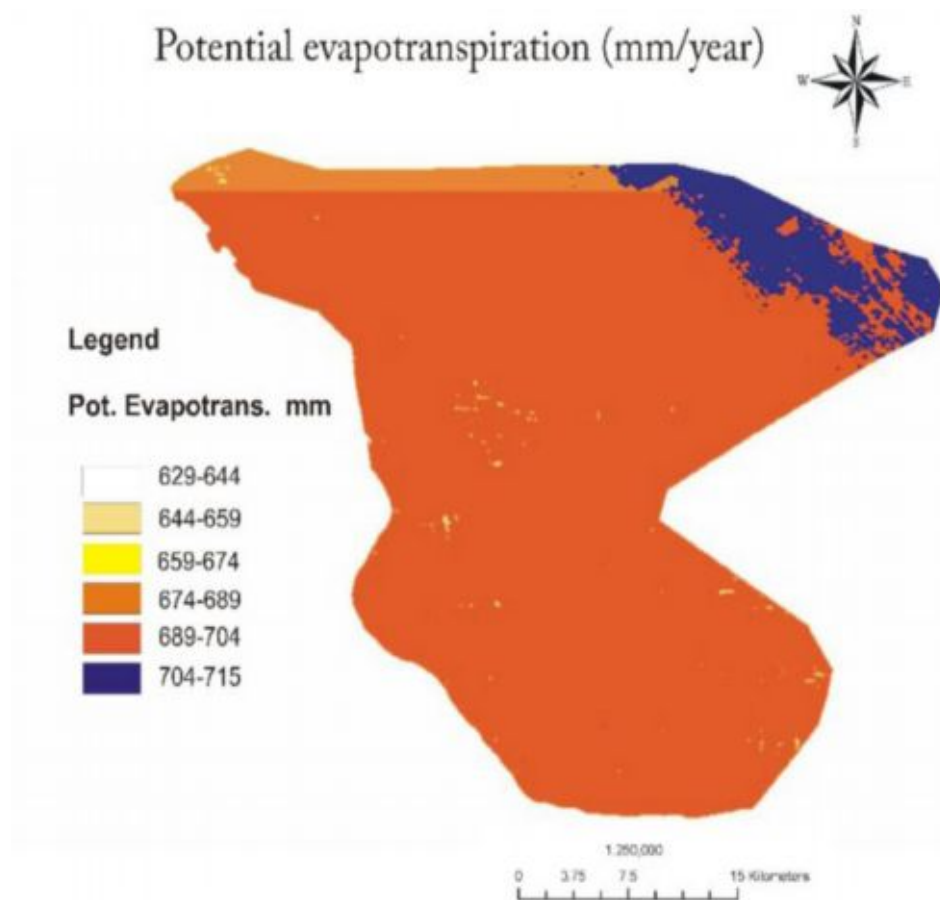 Potential evapotranspiration (mm/year)
N
W
E
S
Legend
Pot. Evapotrans. mm
629-644
644-659
659-674
674-689
689-704
704-715
1:250,000
0 3.75 7.5 15 Kilometers